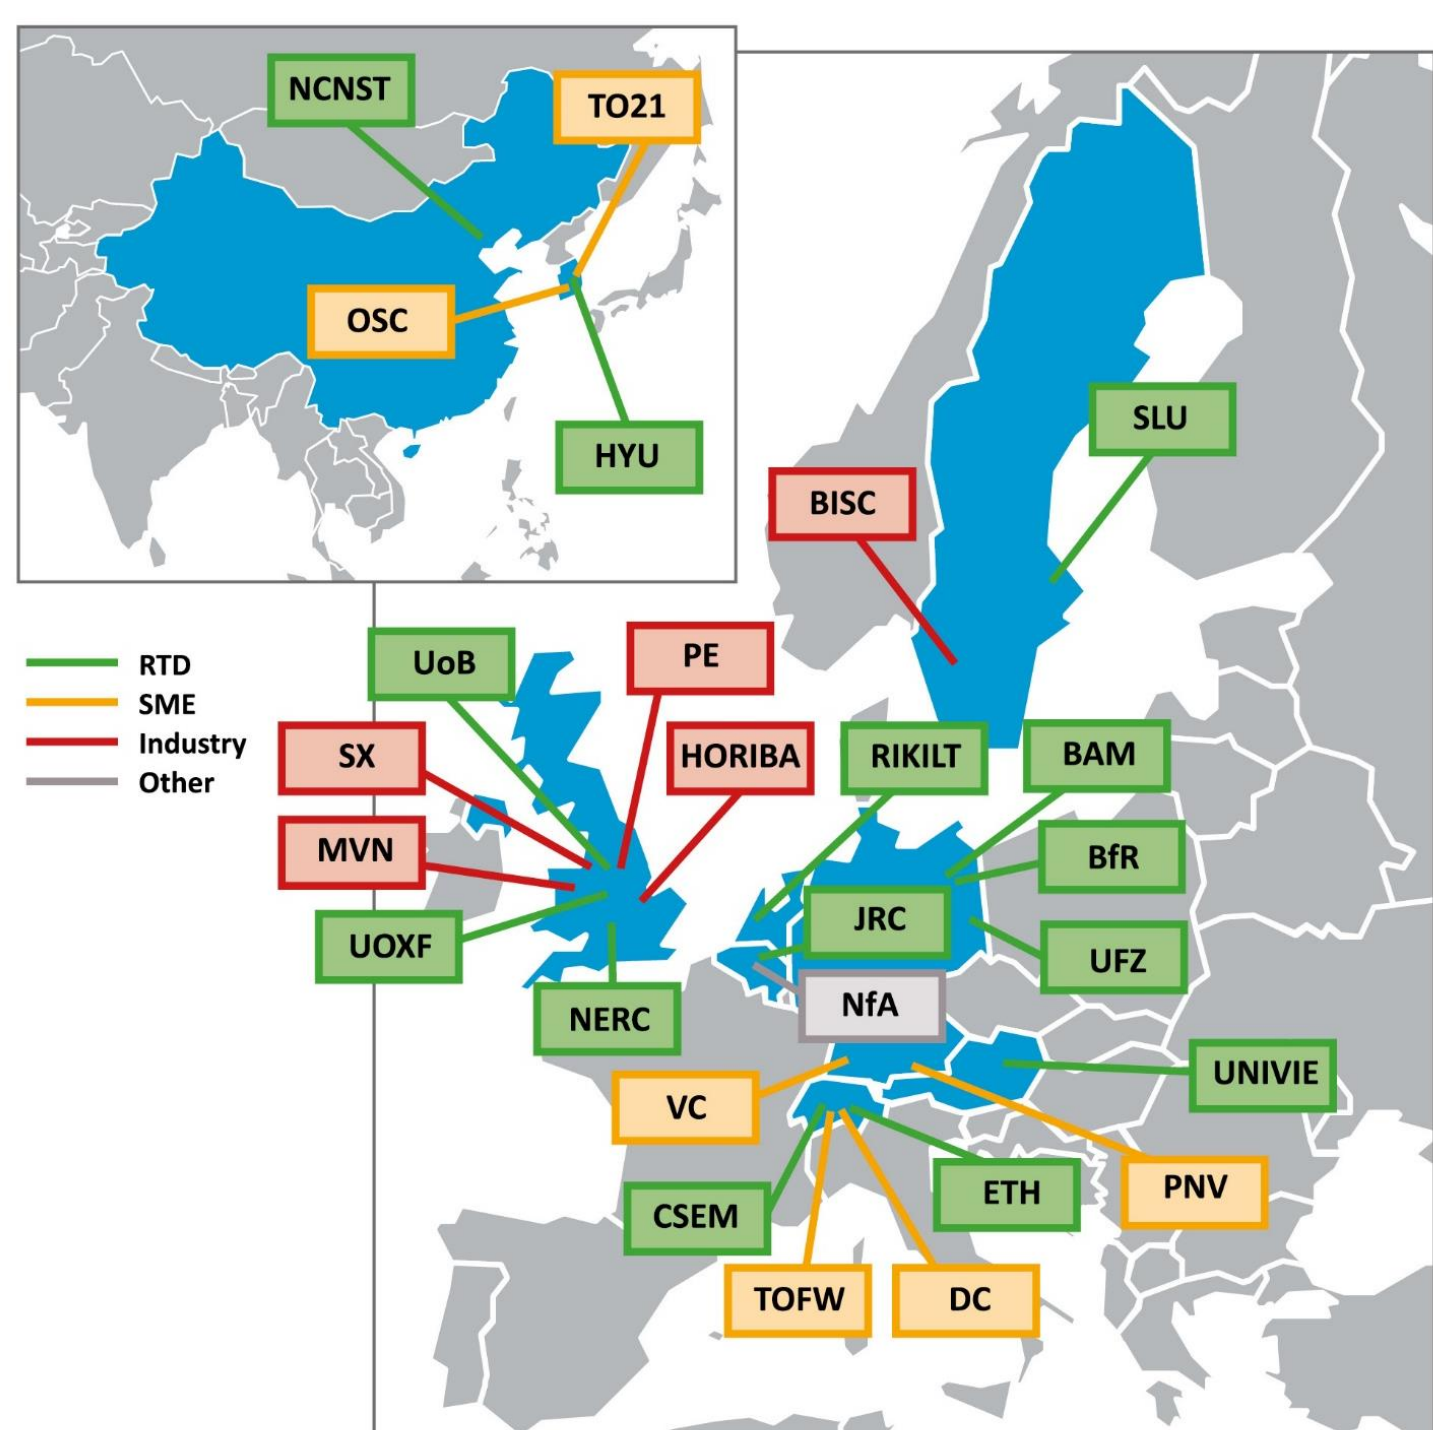 NCNST
TO21
OSC
HYU
SLU
BISC
RTD
SME
Industry
Other
UoB
PE
SX
HORIBA
RIKILT
BAM
MVN
BfR
JRC
UOXF
UFZ
NfA
NERC
UNIVIE
VC
ETH
PNV
CSEM
TOFW
DC